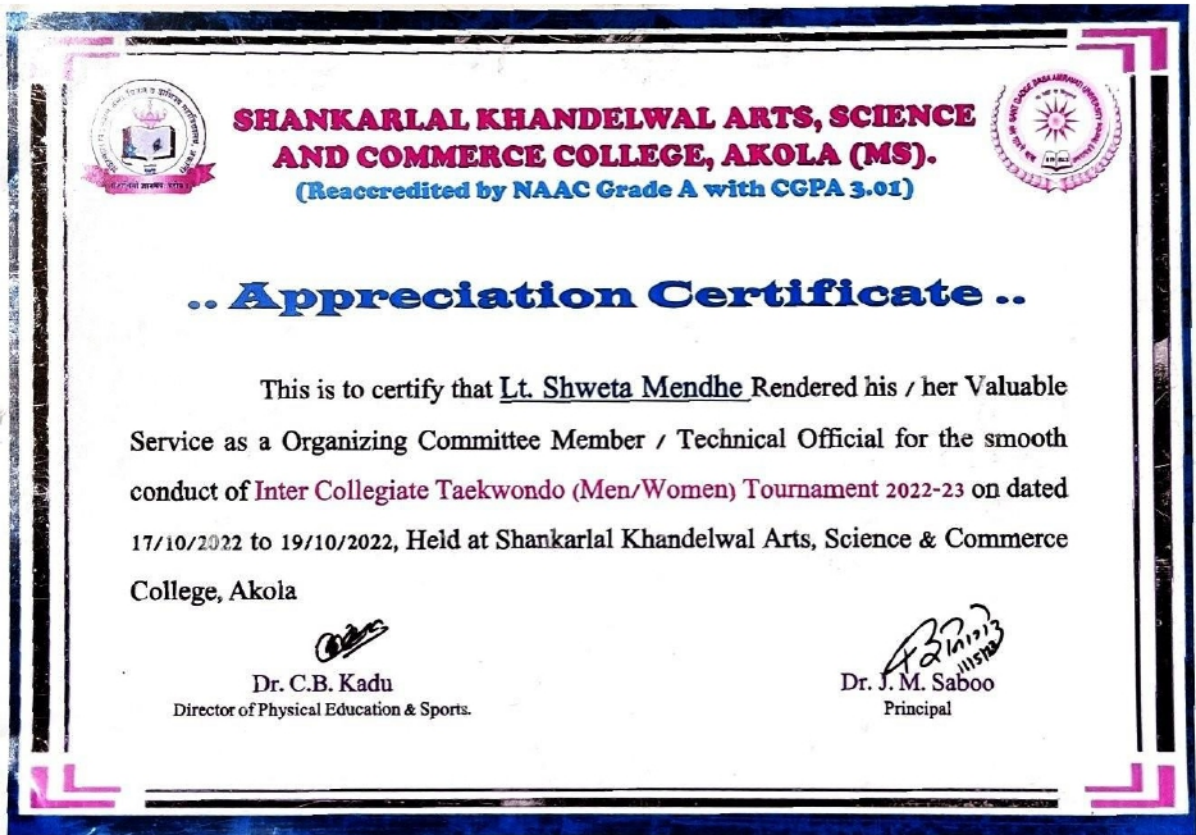 SHANKARLAL KHANDELWAL ARTS, SCIENCE
AND COMMERCE COLLEGE, AKOLA (MS).
(Reaccredited by NAAC Grade A with CGPA 3.01)
.. Appreciation Certificate ..
This is to certify that Lt. Shweta Mendhe Rendered his / her Valuable
Service as a Organizing Committee Member / Technical Official for the smooth
conduct of Inter Collegiate Taekwondo (Men/Women) Tournament 2022-23 on dated
17/10/2022 to 19/10/2022, Held at Shankarlal Khandelwal Arts, Science & Commerce
College, Akola
Dr. C.B. Kadu
Director of Physical Education & Sports.
Dr. J. M. Saboo
Principal